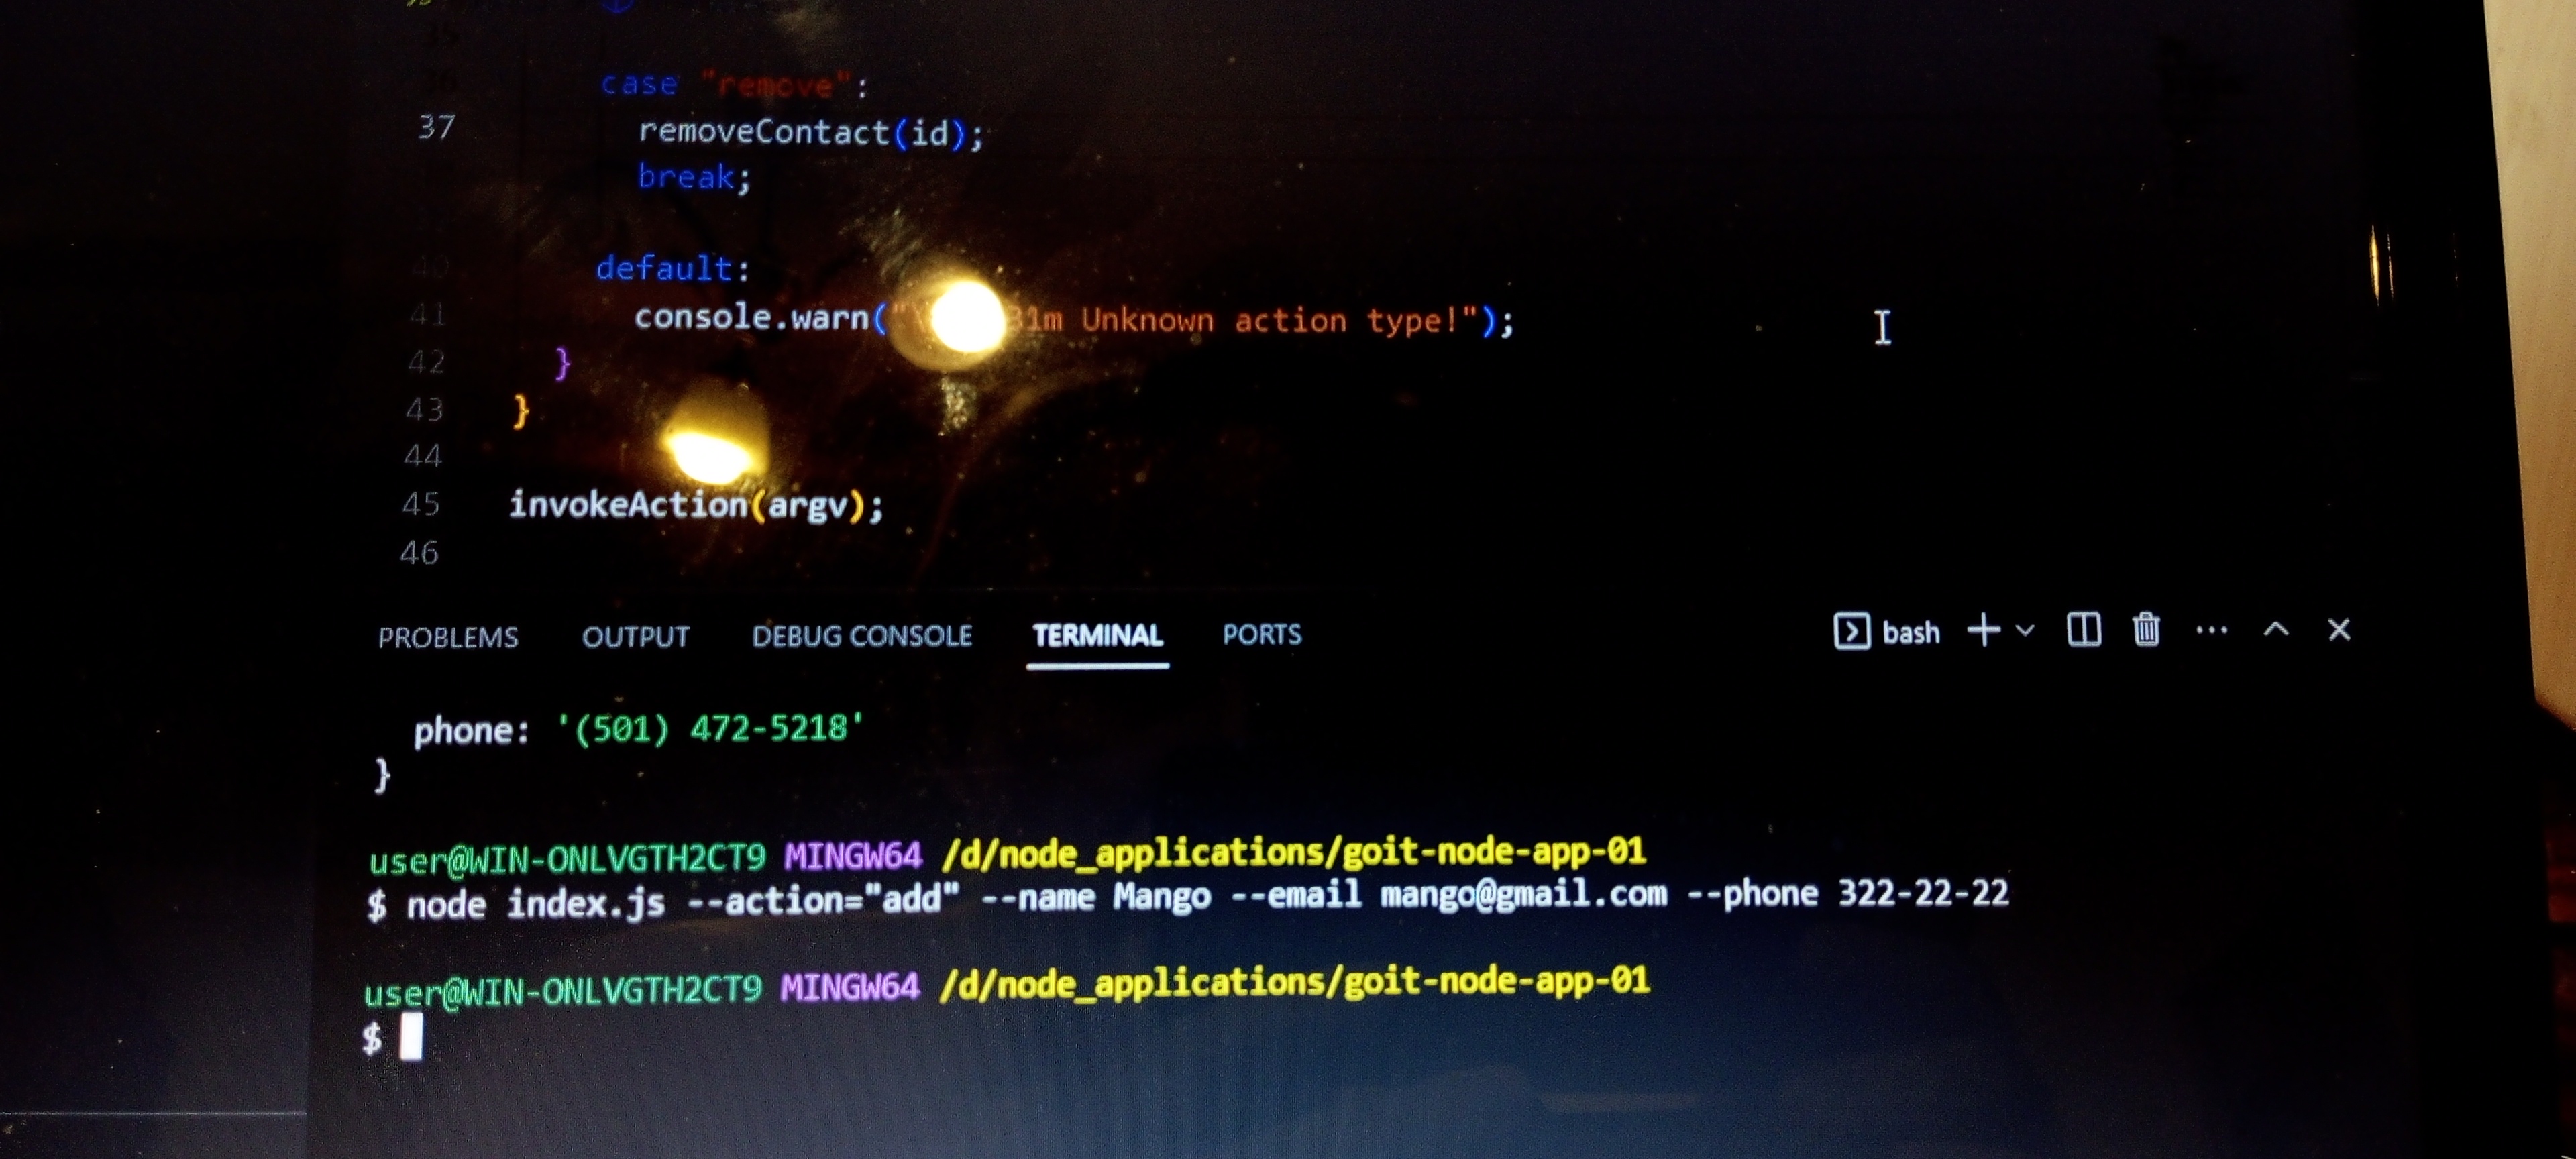 35
36 case "remove":
37 removeContact(id);
break;
40 default:
41 console.warn(" 31m Unknown action type!");
42 }
43 }
44
45 invokeAction(argv);
46
PROBLEMS OUTPUT DEBUG CONSOLE TERMINAL PORTS bash
phone: '(501) 472-5218'
}
user@WIN-ONLVGTH2CT9 MINGW64 /d/node_applications/goit-node-app-01
$ node index.js --action="add" --name Mango --email mango@gmail.com --phone 322-22-22
user@WIN-ONLVGTH2CT9 MINGW64 /d/node_applications/goit-node-app-01
$